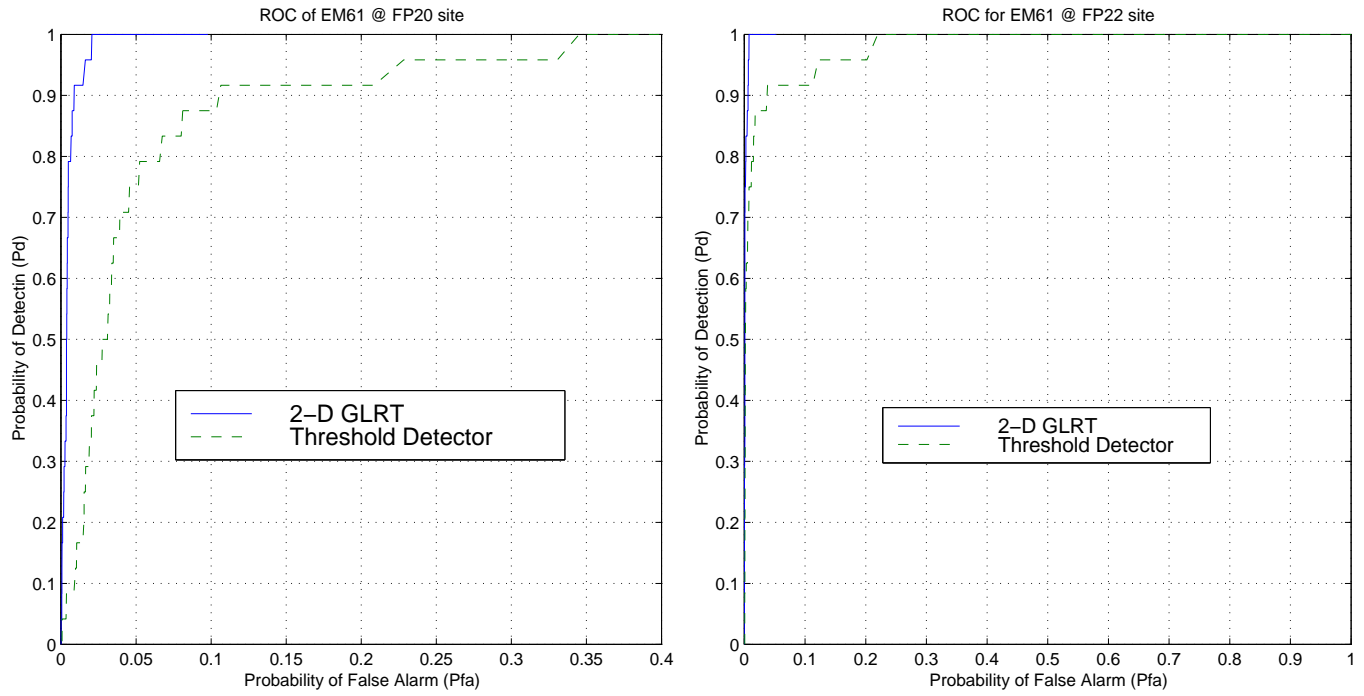 ROC of EM61 @ FP20 site
1
0.9
0.8
0.7
0.6
0.5
0.4
0.3
0.2
0.1
0
Probability of Detectin (Pd)
2−D GLRT
Threshold Detector
0 0.05 0.1 0.15 0.2 0.25 0.3 0.35 0.4
Probability of False Alarm (Pfa)
ROC for EM61 @ FP22 site
1
0.9
0.8
0.7
0.6
0.5
0.4
0.3
0.2
0.1
0
Probability of Detection (Pd)
2−D GLRT
Threshold Detector
0 0.1 0.2 0.3 0.4 0.5 0.6 0.7 0.8 0.9 1
Probability of False Alarm (Pfa)